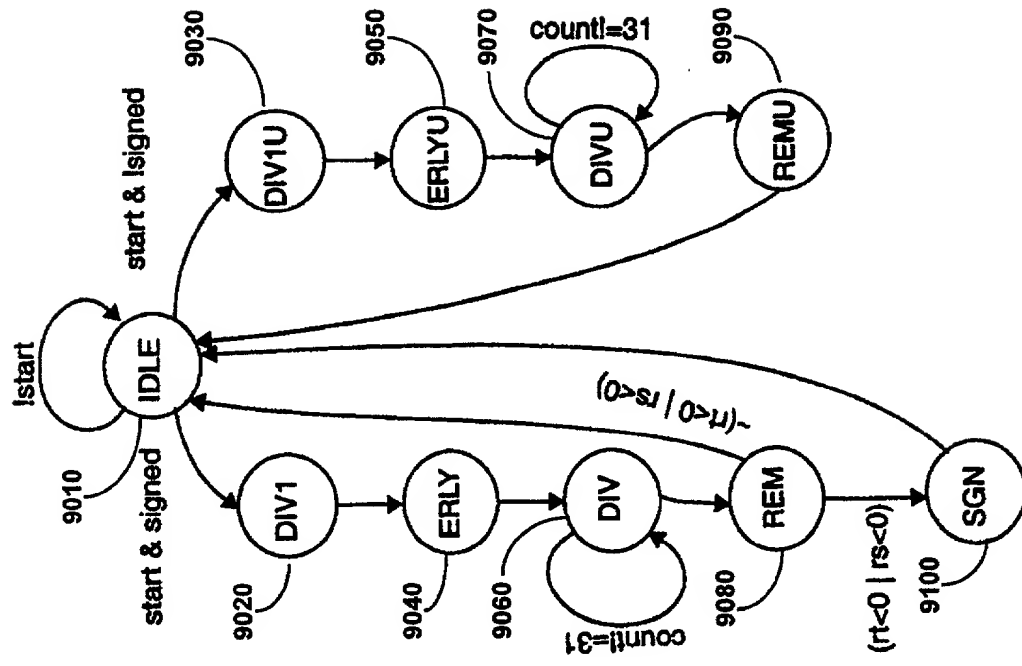 !start
9010
IDLE
start & signed
start & !signed
9020
DIV1
DIV1U
9030
9040
ERLY
ERLYU
9050
9060
DIV
count!=31
DIVU
9070
count!=31
9080
REM
~(rt<0 | rs<0)
REMU
9090
(rt<0 | rs<0)
9100
SGN